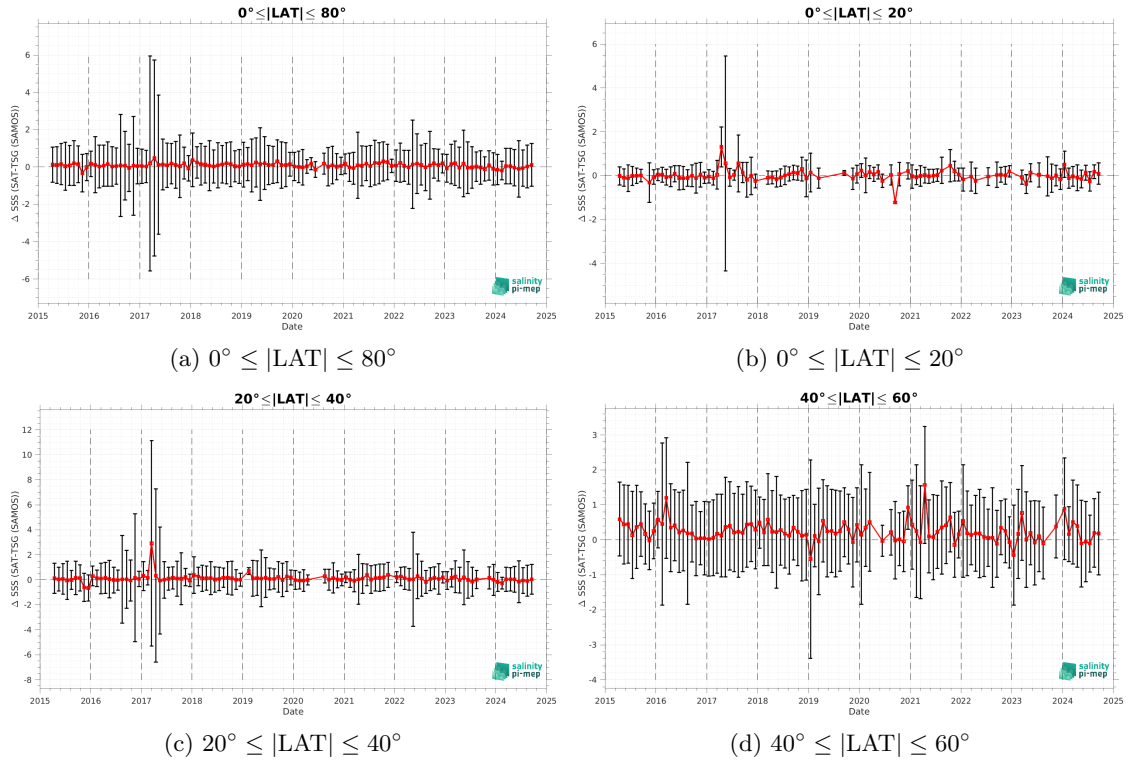 0°≤|LAT|≤ 80°
Δ SSS (SAT-TSG (SAMOS))
6
4
2
0
-2
-4
-6
2015 2016 2017 2018 2019 2020 2021 2022 2023 2024 2025
Date
salinity
pi-mep
(a) 0° ≤ |LAT| ≤ 80°
0°≤|LAT|≤ 20°
Δ SSS (SAT-TSG (SAMOS))
6
4
2
0
-2
-4
2015 2016 2017 2018 2019 2020 2021 2022 2023 2024 2025
Date
salinity
pi-mep
(b) 0° ≤ |LAT| ≤ 20°
20°≤|LAT|≤ 40°
Δ SSS (SAT-TSG (SAMOS))
12
10
8
6
4
2
0
-2
-4
-6
-8
2015 2016 2017 2018 2019 2020 2021 2022 2023 2024 2025
Date
salinity
pi-mep
(c) 20° ≤ |LAT| ≤ 40°
40°≤|LAT|≤ 60°
Δ SSS (SAT-TSG (SAMOS))
3
2
1
0
-1
-2
-3
-4
2015 2016 2017 2018 2019 2020 2021 2022 2023 2024 2025
Date
salinity
pi-mep
(d) 40° ≤ |LAT| ≤ 60°